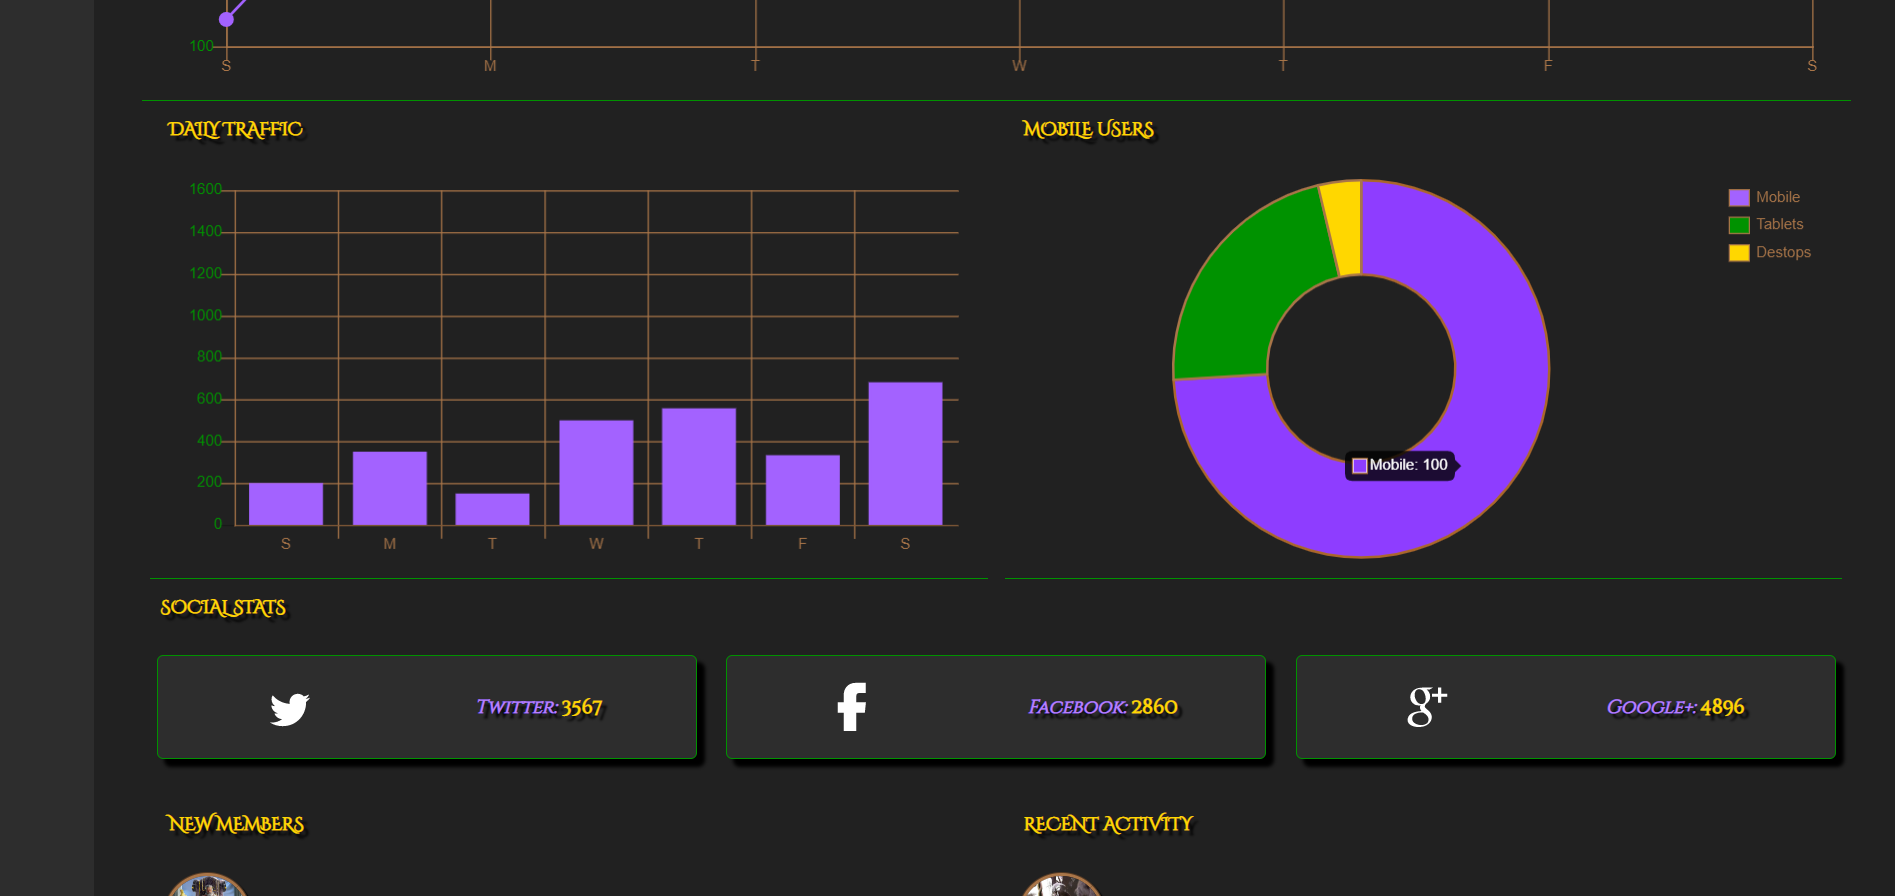 100
S M T W T F S
DAILY TRAFFIC
1600
1400
1200
1000
800
600
400
200
0
S M T W T F S
MOBILE USERS
Mobile
Tablets
Destops
Mobile: 100
SOCIAL STATS
Twitter: 3567
Facebook: 2860
g+ Google+: 4896
NEW MEMBERS
RECENT ACTIVITY